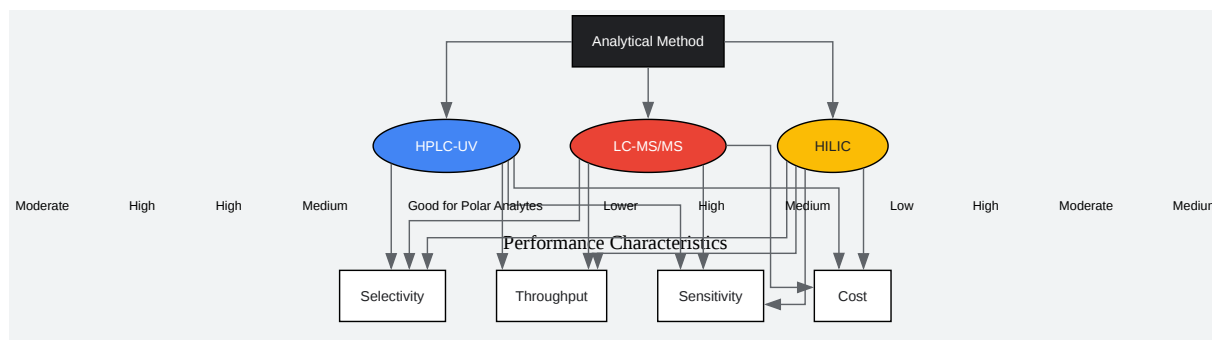 Analytical Method
HPLC-UV LC-MS/MS HILIC
Moderate High High Medium Good for Polar Analytes Lower High Medium Low High Moderate Medium
Performance Characteristics
Selectivity Throughput Sensitivity Cost